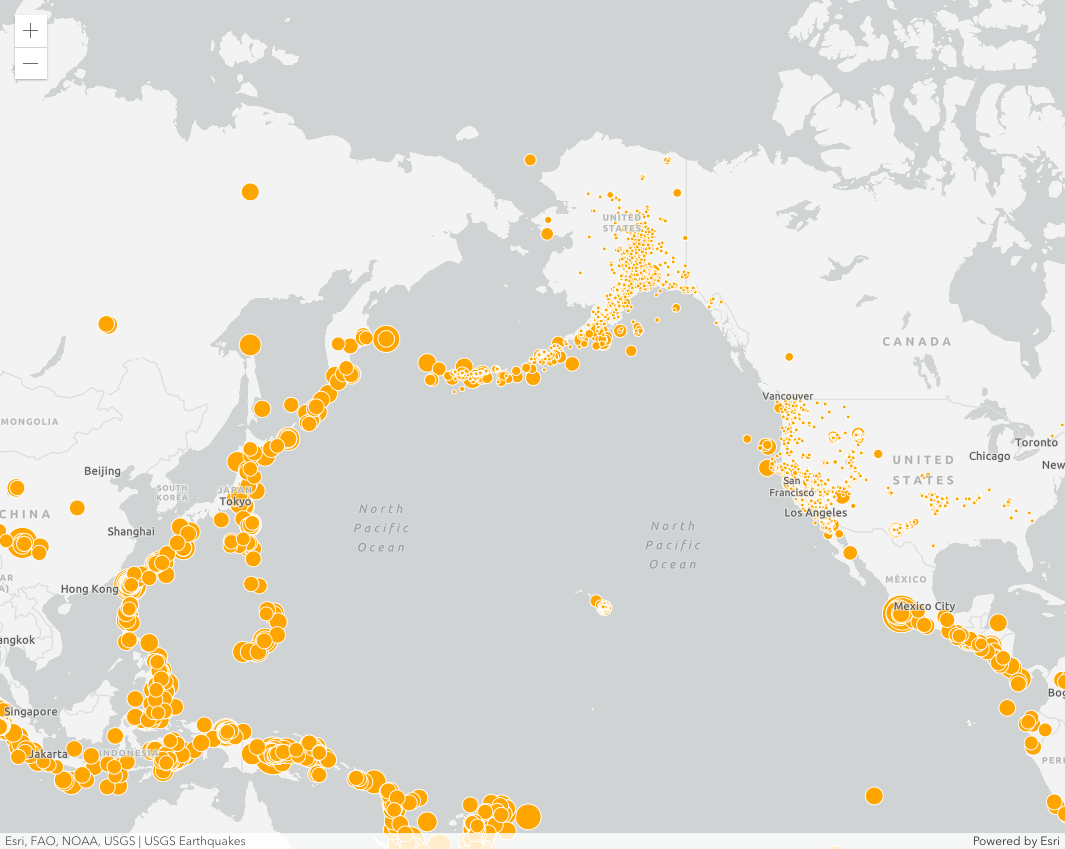 +
−
UNITED
STATES
CANADA
Vancouver
MONGOLIA
Toronto
Chicago
New
Beijing
UNITED
STATES
SOUTH
KOREA
JAPAN
Tokyo
San
Francisco
Los Angeles
CHINA
North
Pacific
Ocean
North
Pacific
Ocean
Shanghai
AR
A)
Hong Kong
MÉXICO
Mexico City
angkok
Bog
Singapore
Jakarta
INDONESIA
PERU
Esri, FAO, NOAA, USGS | USGS Earthquakes
Powered by Esri